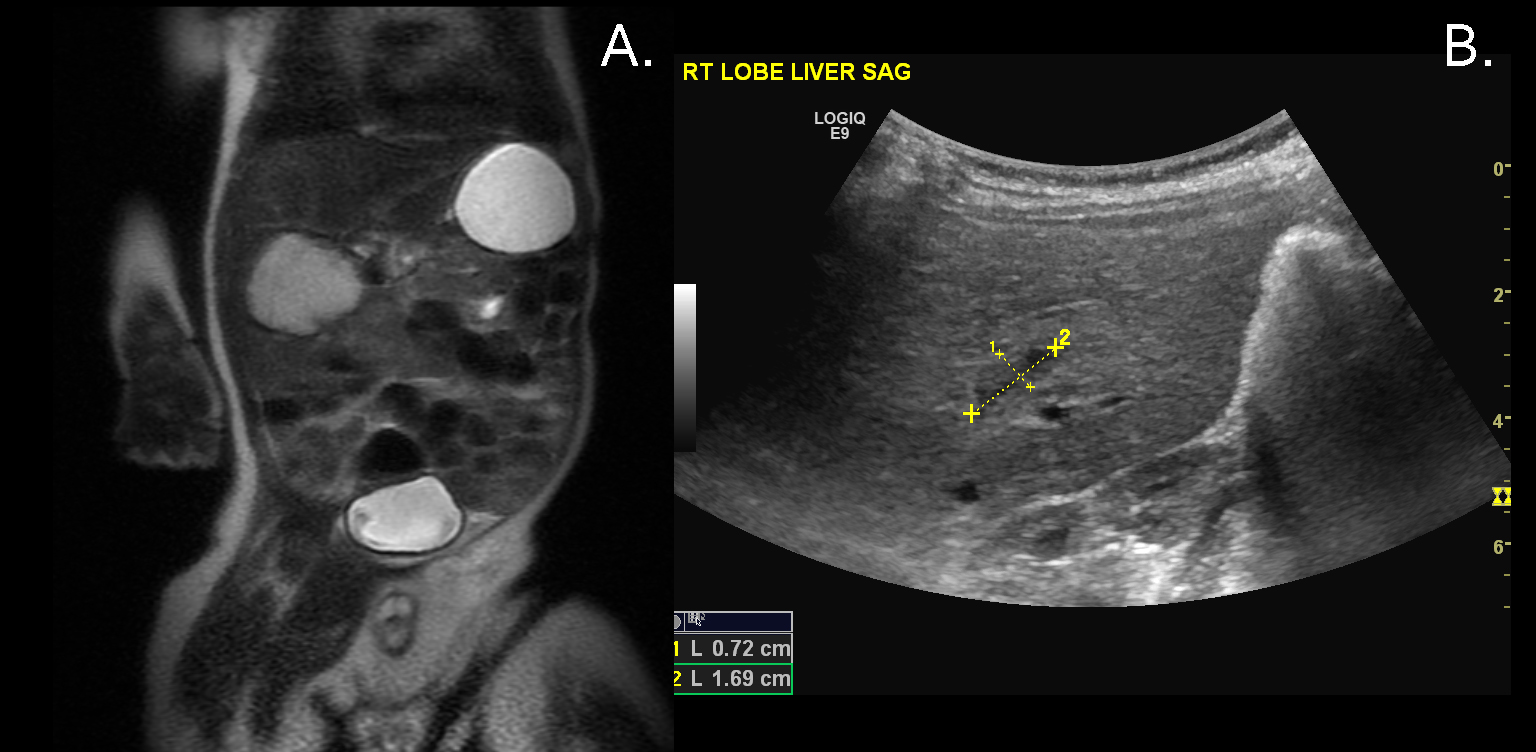 A.
B.
RT LOBE LIVER SAG
LOGIQ
E9
0
2
4
6
1
2
1 L 0.72 cm
2 L 1.69 cm